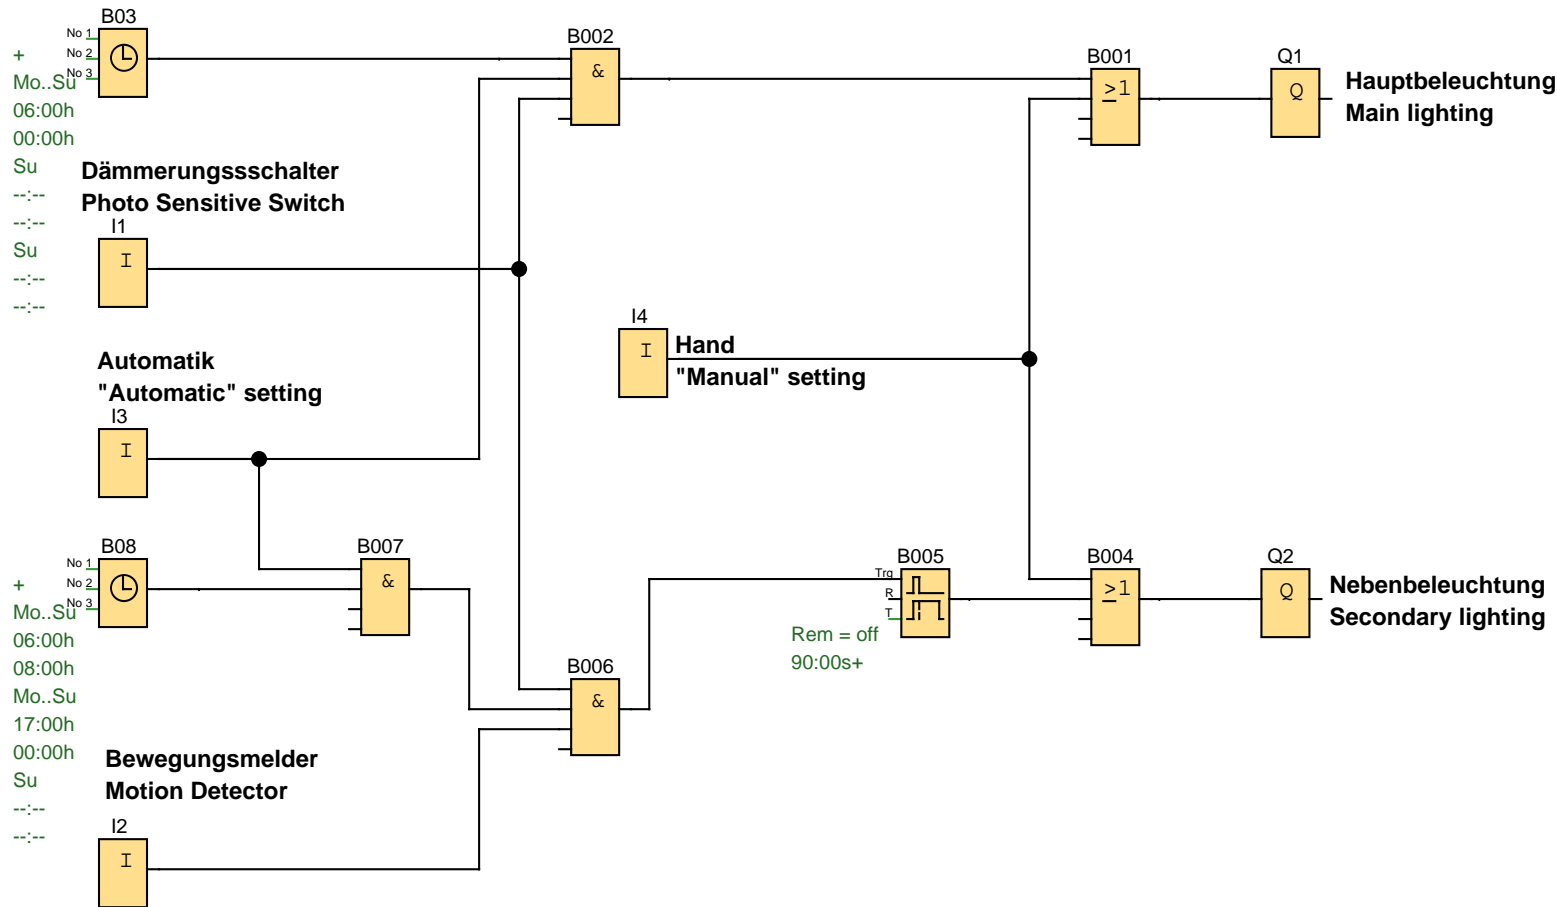 B03
No 1
No 2
No 3
+
Mo..Su
06:00h
00:00h
Su
--:--
--:--
Su
--:--
--:--
B002
&
B001
>1
Q1
Q
Hauptbeleuchtung
Main lighting
Dämmerungssschalter
Photo Sensitive Switch
I1
I
I4
I
Hand
"Manual" setting
Automatik
"Automatic" setting
I3
I
B08
No 1
No 2
No 3
+
Mo..Su
06:00h
08:00h
Mo..Su
17:00h
00:00h
Su
--:--
--:--
B007
&
B006
&
B005
Trg
R
T
Rem = off
90:00s+
B004
>1
Q2
Q
Nebenbeleuchtung
Secondary lighting
Bewegungsmelder
Motion Detector
I2
I